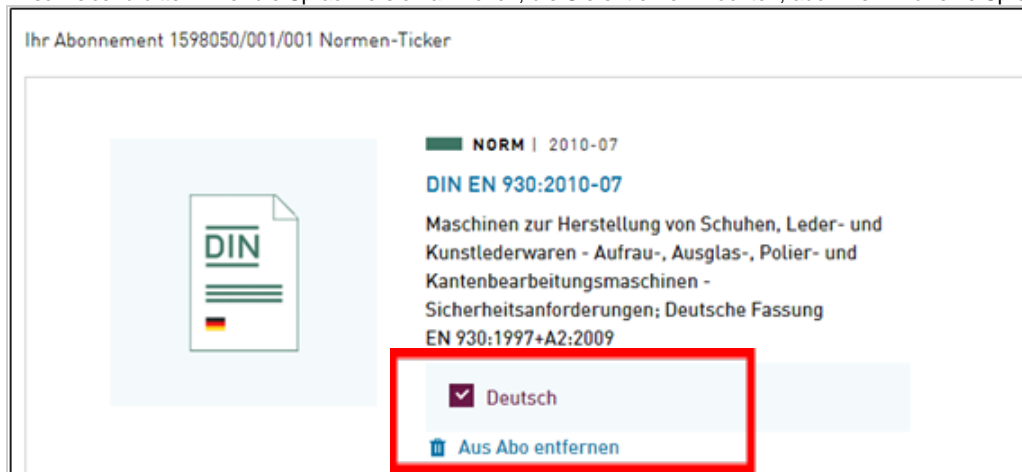 Ihr Abonnement 1598050/001/001 Normen-Ticker
NORM | 2010-07
DIN EN 930:2010-07
DIN
Maschinen zur Herstellung von Schuhen, Leder- und
Kunstlederwaren - Aufrau-, Ausglas-, Polier- und
Kantenbearbeitungsmaschinen -
Sicherheitsanforderungen; Deutsche Fassung
EN 930:1997+A2:2009
Deutsch
Aus Abo entfernen